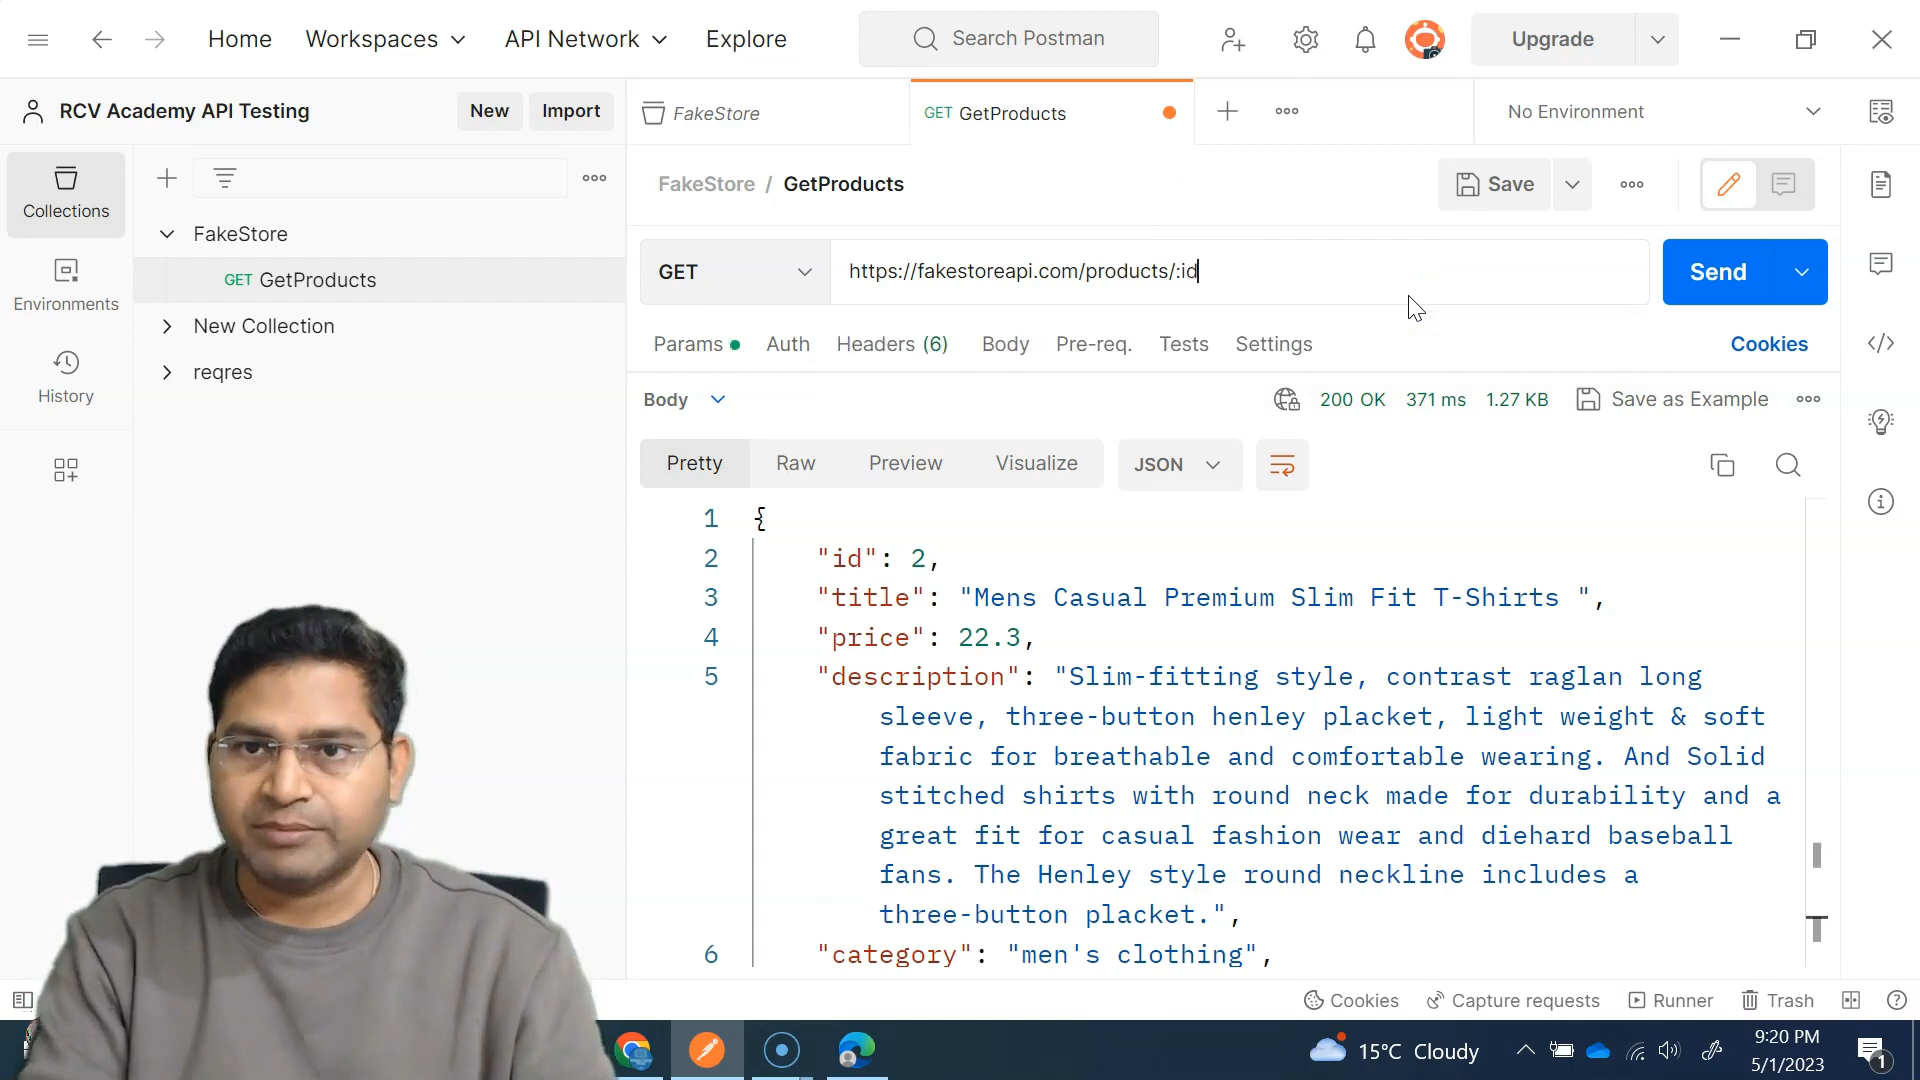 Home
Workspaces
API Network
Explore
Search Postman
Upgrade
RCV Academy API Testing
New
Import
FakeStore
GET GetProducts
No Environment
Collections
Environments
History
FakeStore
GET GetProducts
New Collection
reqres
FakeStore / GetProducts
Save
GET
https://fakestoreapi.com/products/:id
Send
Params
Auth
Headers (6)
Body
Pre-req.
Tests
Settings
Cookies
Body
200 OK
371 ms
1.27 KB
Save as Example
Pretty
Raw
Preview
Visualize
JSON
1 {
2 "id": 2,
3 "title": "Mens Casual Premium Slim Fit T-Shirts ",
4 "price": 22.3,
5 "description": "Slim-fitting style, contrast raglan long
sleeve, three-button henley placket, light weight & soft
fabric for breathable and comfortable wearing. And Solid
stitched shirts with round neck made for durability and a
great fit for casual fashion wear and diehard baseball
fans. The Henley style round neckline includes a
three-button placket.",
6 "category": "men's clothing",
Cookies
Capture requests
Runner
Trash
15°C Cloudy
9:20 PM
5/1/2023
1